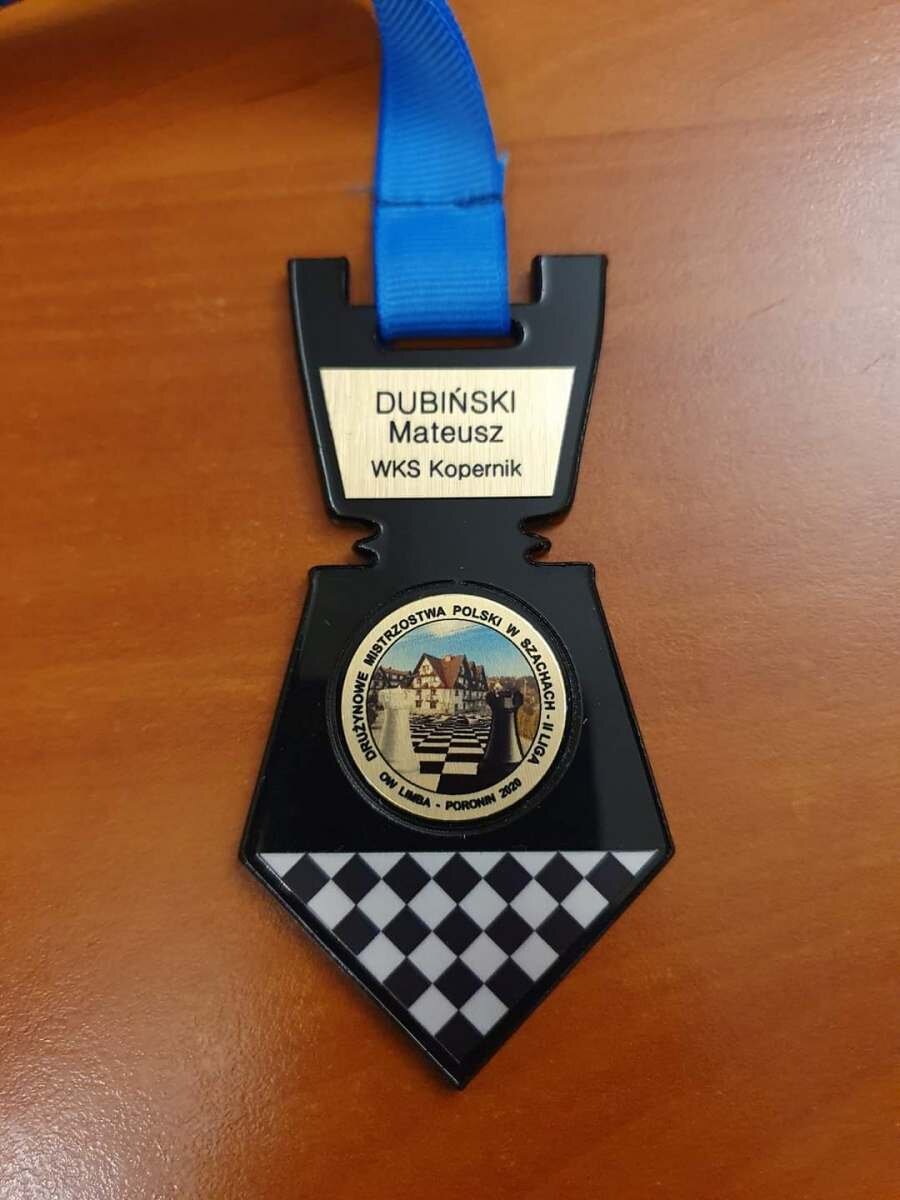 DUBIŃSKI
Mateusz
WKS Kopernik
DRUŻYNOWE MISTRZOSTWA POLSKI W SZACHACH - II LIGA
OW LIMBA - PORONIN 2020